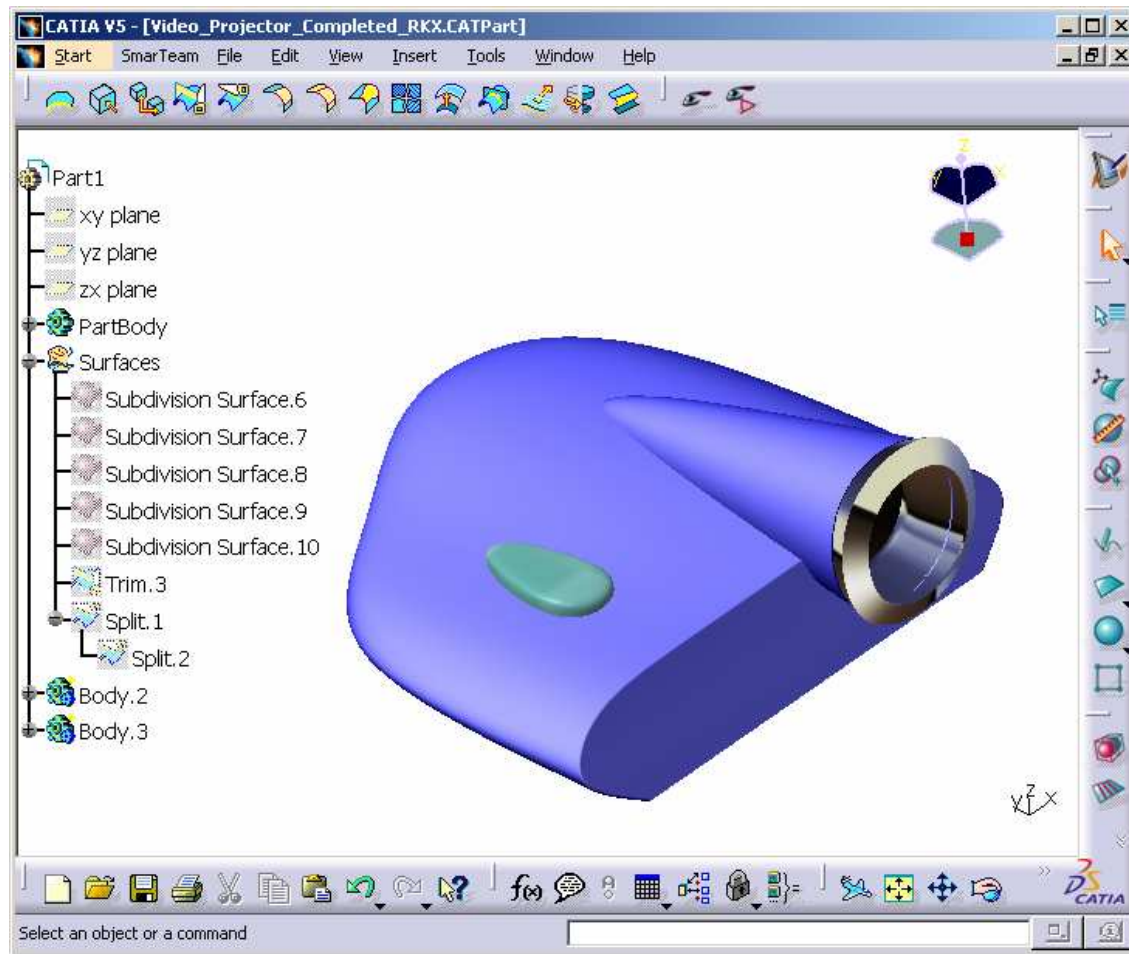 CATIA V5 - [Video_Projector_Completed_RKX.CATPart]
Start SmarTeam File Edit View Insert Tools Window Help
Part1
xy plane
yz plane
zx plane
PartBody
Surfaces
Subdivision Surface.6
Subdivision Surface.7
Subdivision Surface.8
Subdivision Surface.9
Subdivision Surface.10
Trim.3
Split.1
Split.2
Body.2
Body.3
z
x
y
z
x
f(x)
CATIA
Select an object or a command